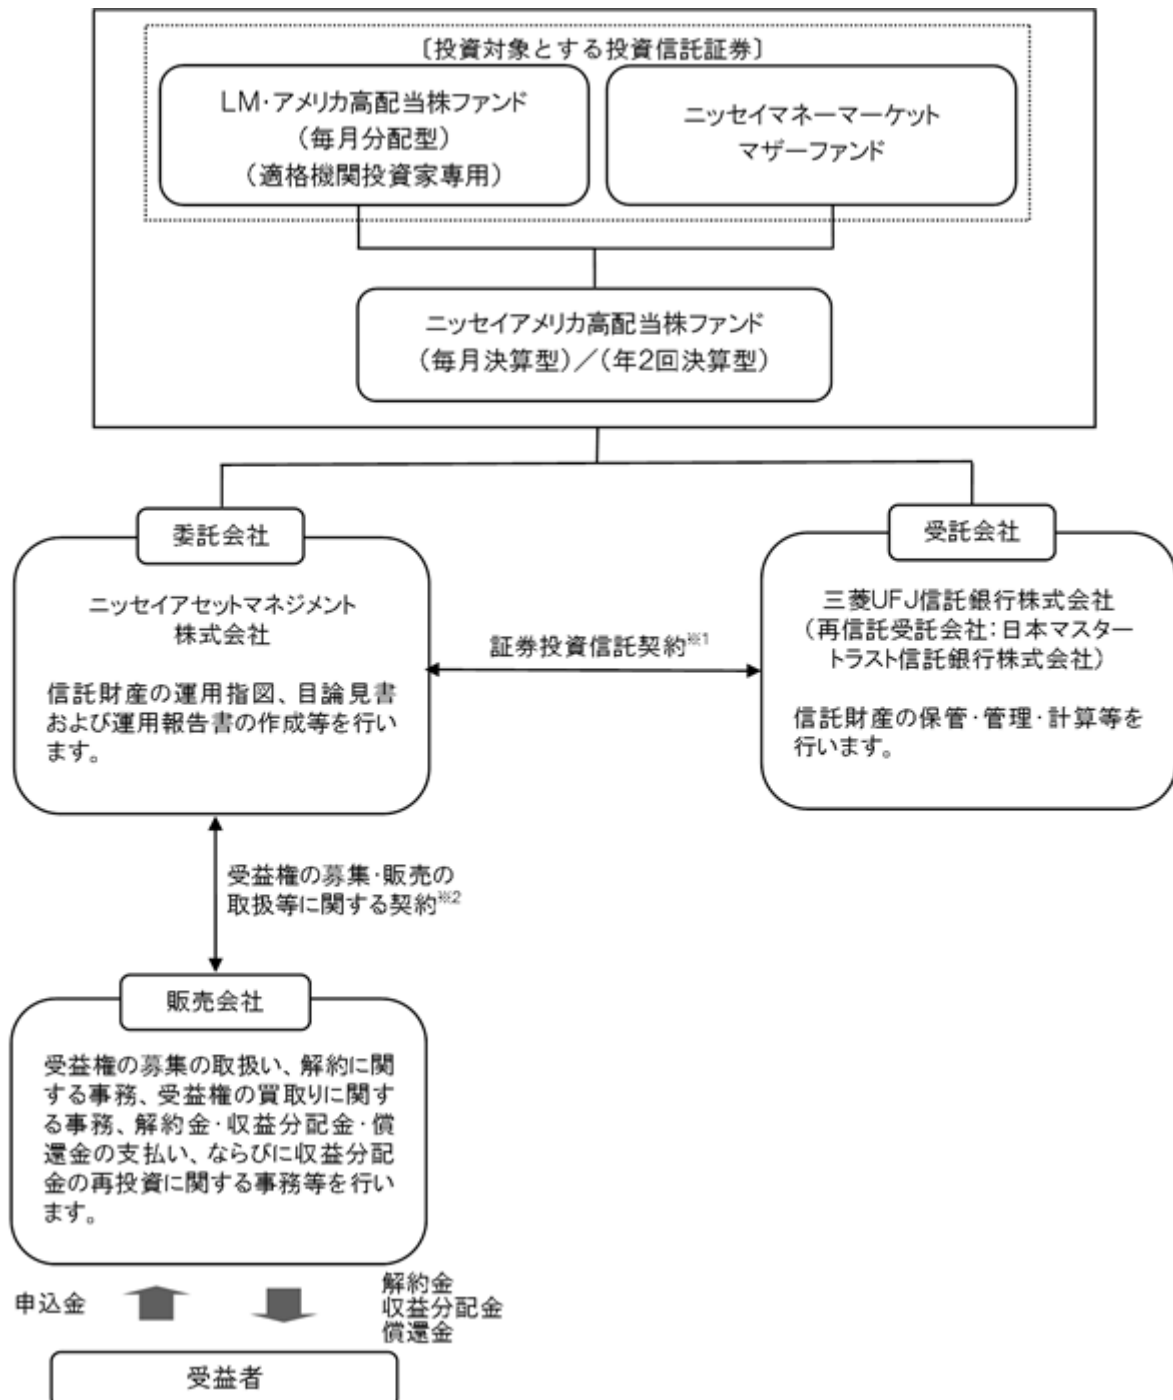 〔投資対象とする投資信託証券〕
LM・アメリカ高配当株ファンド
（毎月分配型）
（適格機関投資家専用）
ニッセイマネーマーケット
マザーファンド
ニッセイアメリカ高配当株ファンド
（毎月決算型）／（年2回決算型）
委託会社
ニッセイアセットマネジメント
株式会社
信託財産の運用指図、目論見書
および運用報告書の作成等を行い
ます。
証券投資信託契約※1
受託会社
三菱UFJ信託銀行株式会社
（再信託受託会社：日本マスター
トラスト信託銀行株式会社）
信託財産の保管・管理・計算等を
行います。
受益権の募集・販売の
取扱等に関する契約※2
販売会社
受益権の募集の取扱い、解約に関
する事務、受益権の買取りに関す
る事務、解約金・収益分配金・償
還金の支払い、ならびに収益分配
金の再投資に関する事務等を行い
ます。
申込金
解約金
収益分配金
償還金
受益者